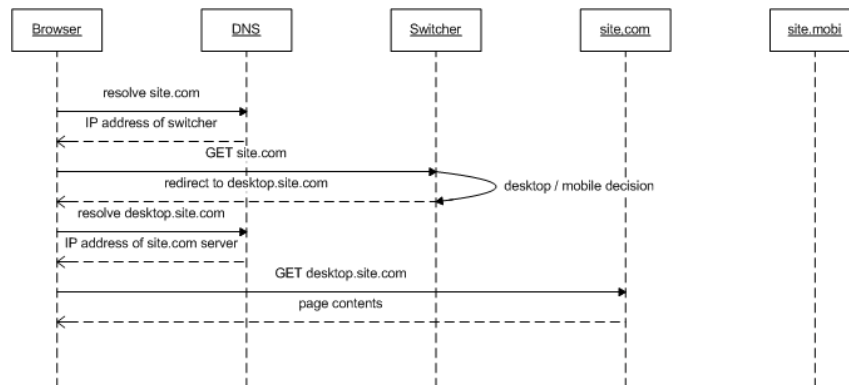 Browser
DNS
Switcher
site.com
site.mobi
resolve site.com
IP address of switcher
GET site.com
redirect to desktop.site.com
desktop / mobile decision
resolve desktop.site.com
IP address of site.com server
GET desktop.site.com
page contents